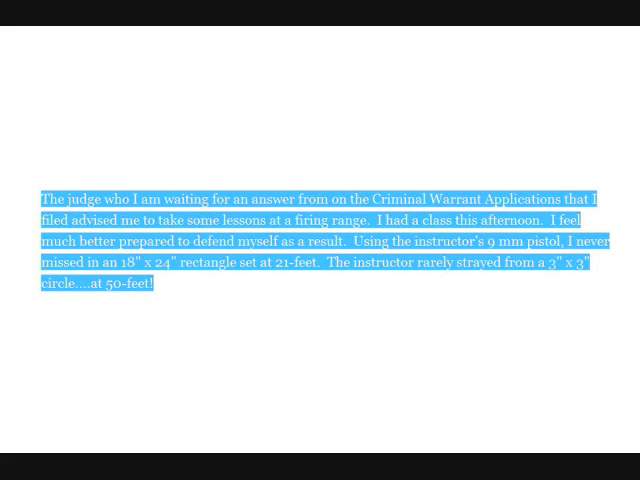 The judge who I am waiting for an answer from on the Criminal Warrant Applications that I
filed advised me to take some lessons at a firing range.  I had a class this afternoon.  I feel
much better prepared to defend myself as a result.  Using the instructor's 9 mm pistol, I never
missed in an 18" x 24" rectangle set at 21-feet.  The instructor rarely strayed from a 3" x 3"
circle....at 50-feet!